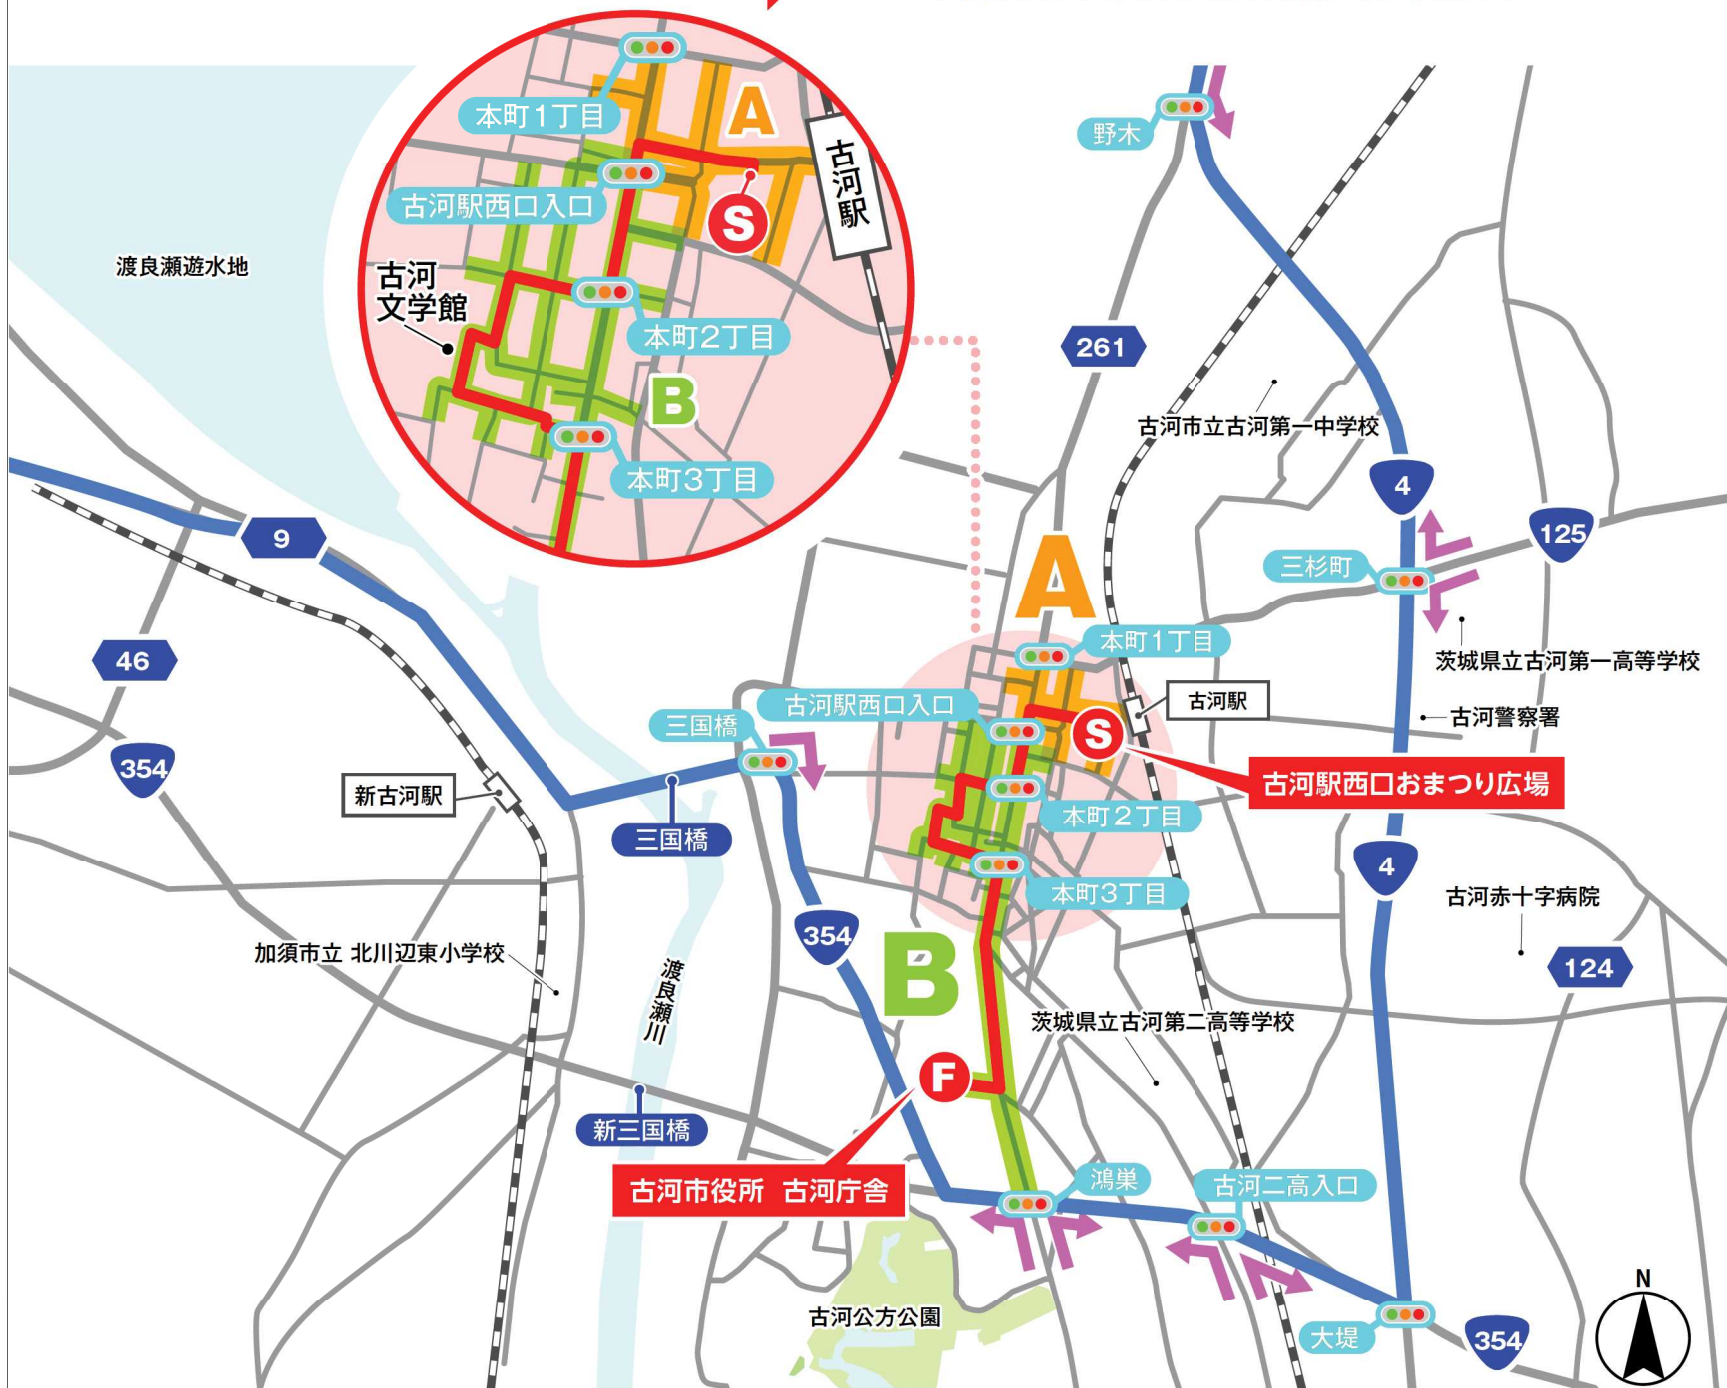 本町1丁目
A
古河駅
古河駅西口入口
S
古河
文学館
本町2丁目
B
本町3丁目
渡良瀬遊水地
野木
261
古河市立古河第一中学校
4
125
三杉町
茨城県立古河第一高等学校
古河警察署
9
46
354
A
本町1丁目
古河駅
古河駅西口入口
S
三国橋
古河駅西口おまつり広場
新古河駅
三国橋
本町2丁目
本町3丁目
4
古河赤十字病院
124
354
B
加須市立 北川辺東小学校
渡良瀬川
茨城県立古河第二高等学校
F
新三国橋
古河市役所 古河庁舎
鴻巣
古河二高入口
古河公方公園
大堤
354
N